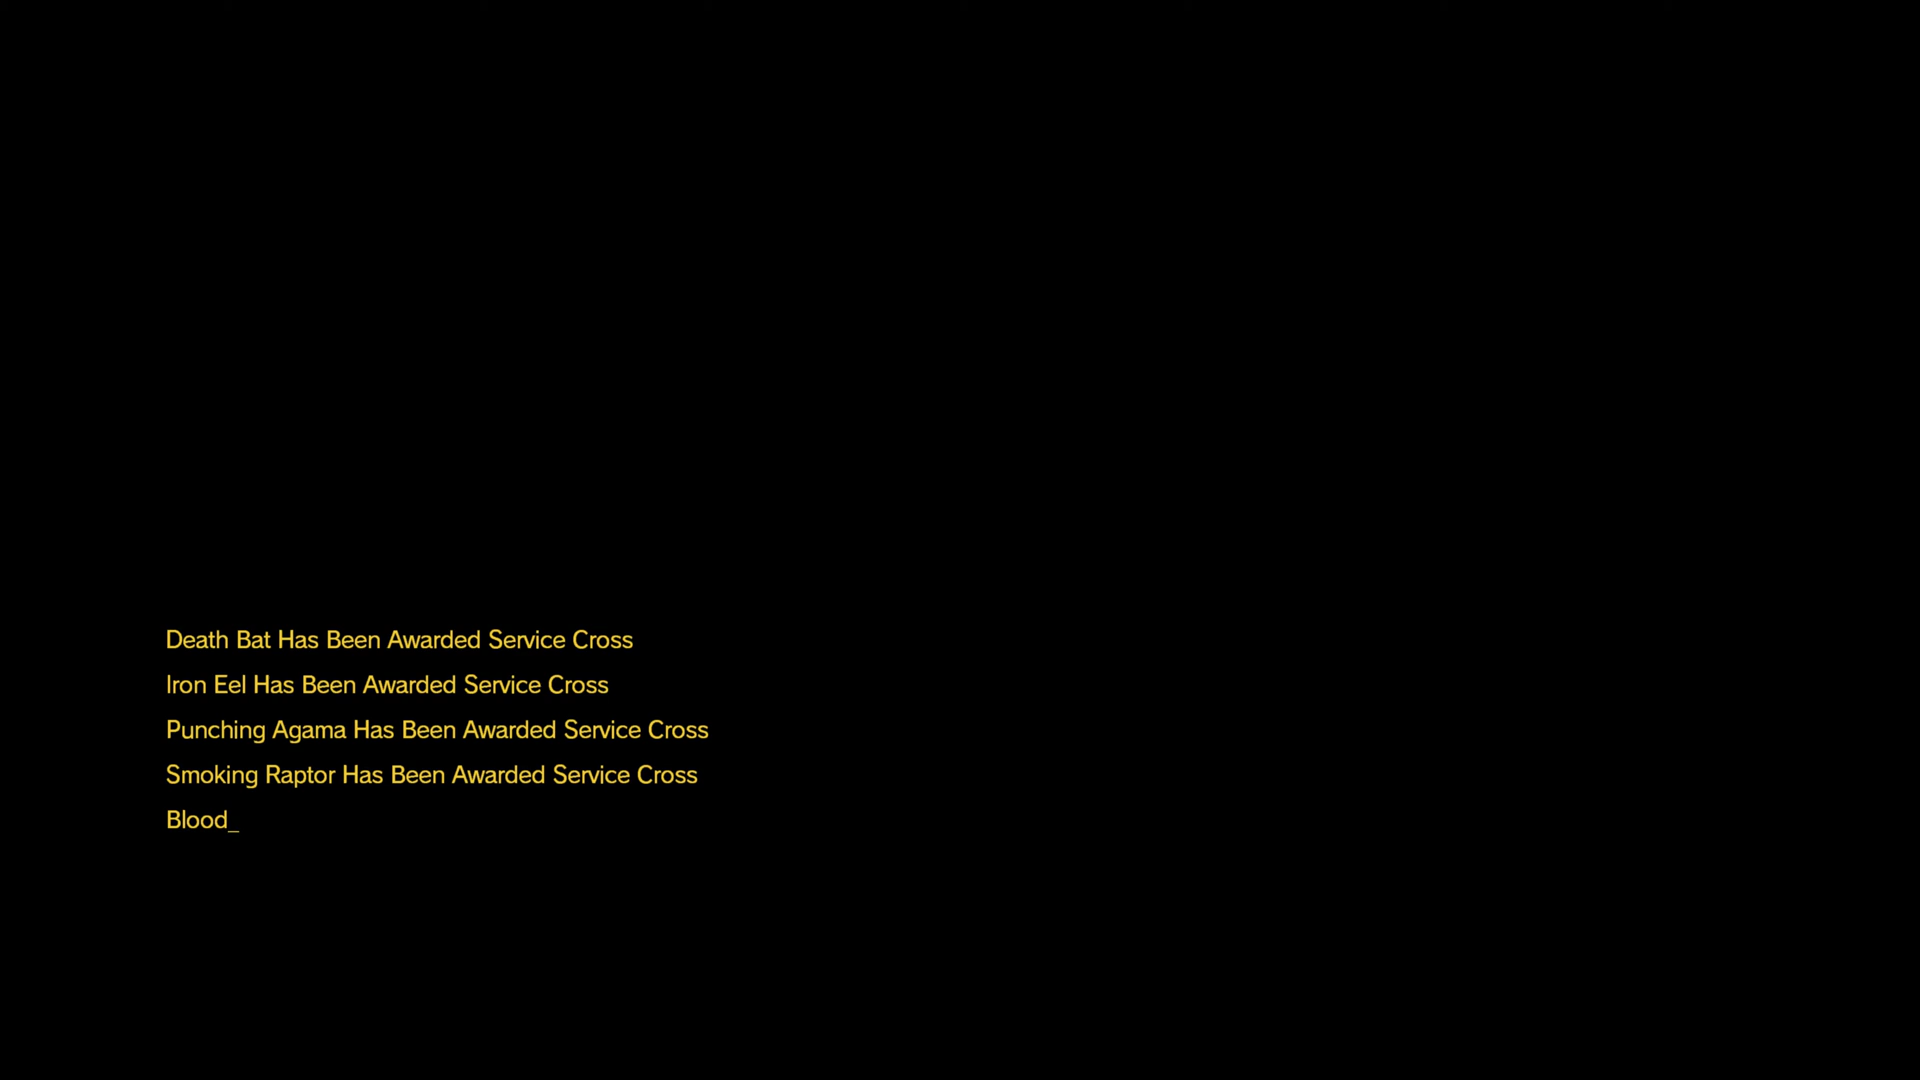 Death Bat Has Been Awarded Service Cross
Iron Eel Has Been Awarded Service Cross
Punching Agama Has Been Awarded Service Cross
Smoking Raptor Has Been Awarded Service Cross
Blood_